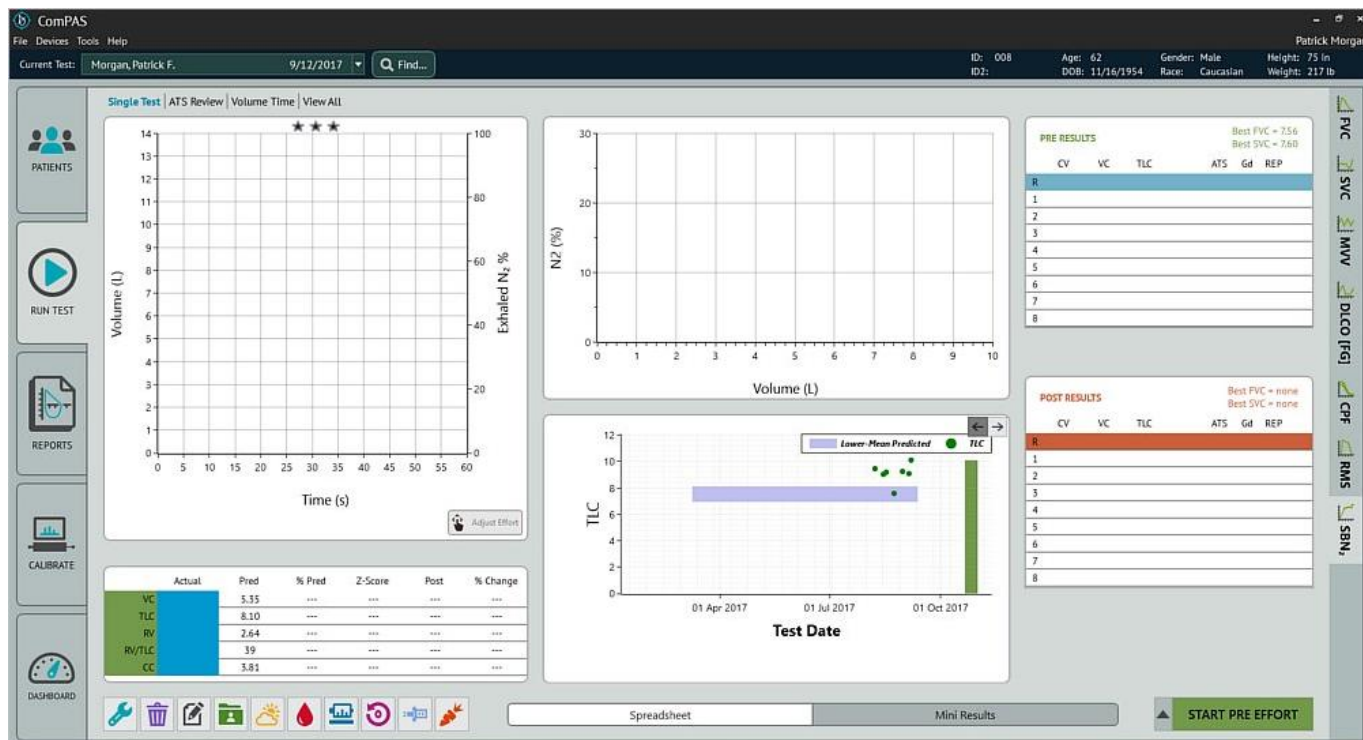 ComPAS
File Devices Tools Help
Patrick Morgan
Current Test: Morgan, Patrick F. 9/12/2017 Find...
ID: 008 Age: 62 Gender: Male Height: 75 in
ID2: DOB: 11/16/1954 Race: Caucasian Weight: 217 lb
PATIENTS
RUN TEST
REPORTS
CALIBRATE
DASHBOARD
Single Test | ATS Review | Volume Time | View All
★ ★ ★
14
13
12
11
10
9
8
7
6
5
4
3
2
1
0
Volume (L)
100
80
60
40
20
0
Exhaled N₂ %
0 5 10 15 20 25 30 35 40 45 50 55 60
Time (s)
Adjust Effort
30
20
10
0
N2 (%)
0 1 2 3 4 5 6 7 8 9 10
Volume (L)
← →
Lower-Mean Predicted TLC
12
10
8
6
4
2
0
TLC
01 Apr 2017 01 Jul 2017 01 Oct 2017
Test Date
Actual Pred % Pred Z-Score Post % Change
VC 5.35 --- --- --- ---
TLC 8.10 --- --- --- ---
RV 2.64 --- --- --- ---
RV/TLC 39 --- --- --- ---
CC 3.81 --- --- --- ---
PRE RESULTS Best FVC = 7.56
Best SVC = 7.60
CV VC TLC ATS Gd REP
R
1
2
3
4
5
6
7
8
POST RESULTS Best FVC = none
Best SVC = none
CV VC TLC ATS Gd REP
R
1
2
3
4
5
6
7
8
FVC
SVC
MVV
DLCO [FG]
CPF
RMS
SBN₂
Spreadsheet Mini Results
START PRE EFFORT